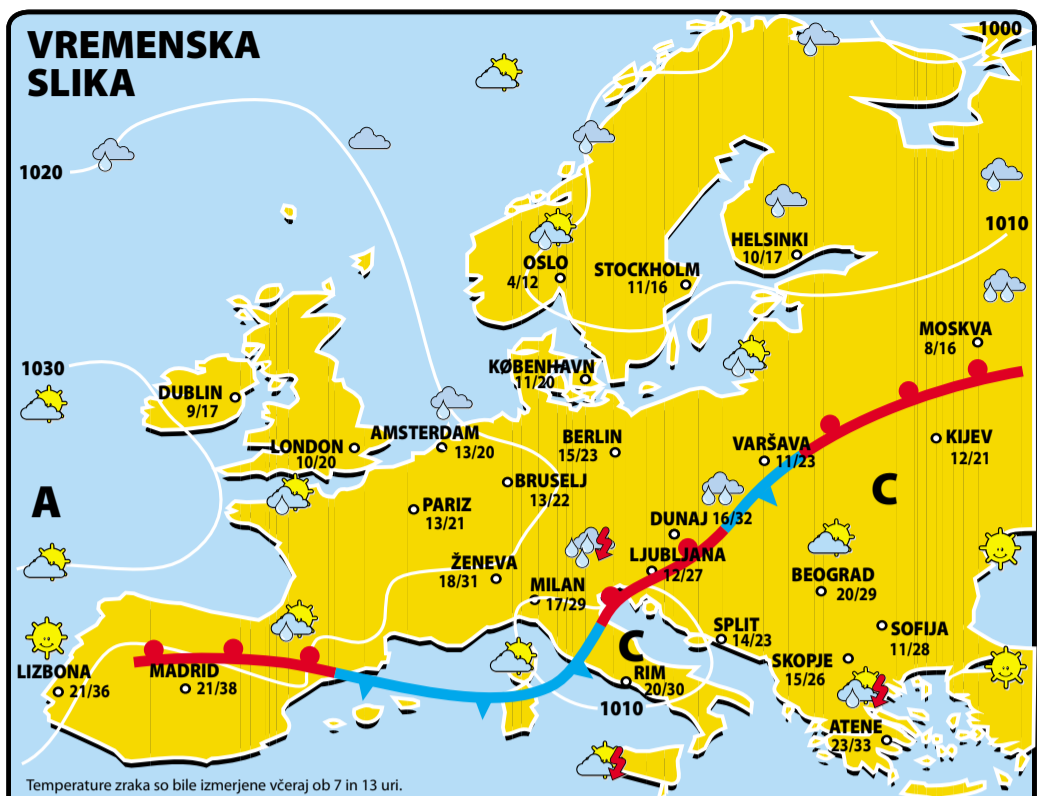 VREMENSKA
SLIKA
1000
1020
1010
HELSINKI
10/17
OSLO
4/12
STOCKHOLM
11/16
MOSKVA
8/16
1030
KØBENHAVN
11/20
DUBLIN
9/17
LONDON
10/20
AMSTERDAM
13/20
BERLIN
15/23
VARŠAVA
11/23
KIJEV
12/21
BRUSELJ
13/22
A
C
PARIZ
13/21
DUNAJ 16/32
LJUBLJANA
12/27
ŽENEVA
18/31
MILAN
17/29
BEOGRAD
20/29
SPLIT
14/23
SOFIJA
11/28
C
SKOPJE
15/26
LIZBONA
21/36
MADRID
21/38
RIM
20/30
1010
ATENE
23/33
Temperature zraka so bile izmerjene včeraj ob 7 in 13 uri.